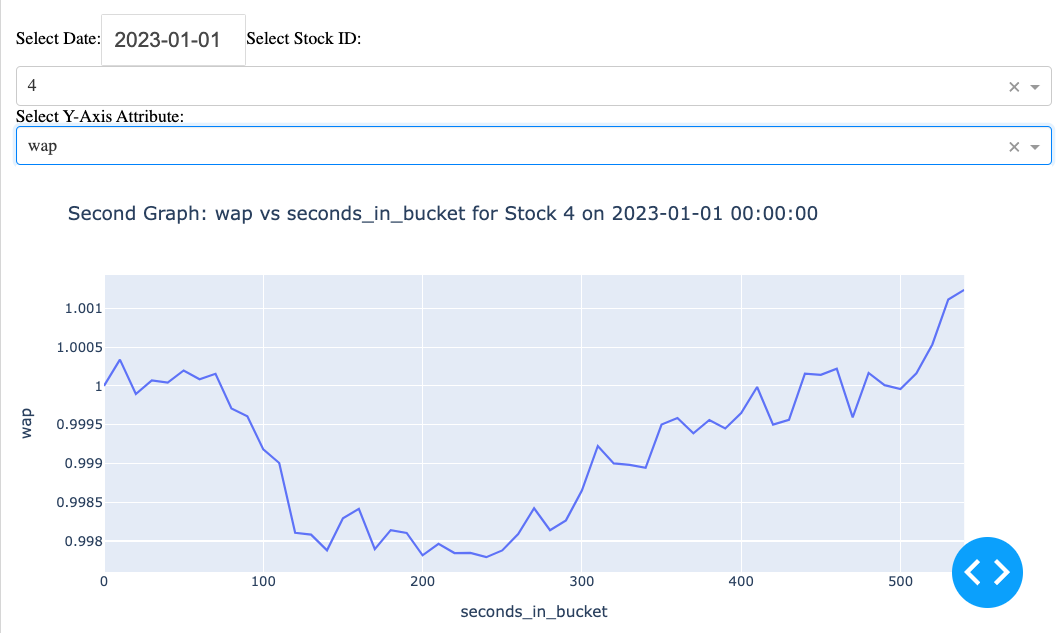 Select Date: 2023-01-01 Select Stock ID:
4
Select Y-Axis Attribute:
wap
Second Graph: wap vs seconds_in_bucket for Stock 4 on 2023-01-01 00:00:00
1.001
1.0005
1
0.9995
0.999
0.9985
0.998
wap
0 100 200 300 400 500
seconds_in_bucket